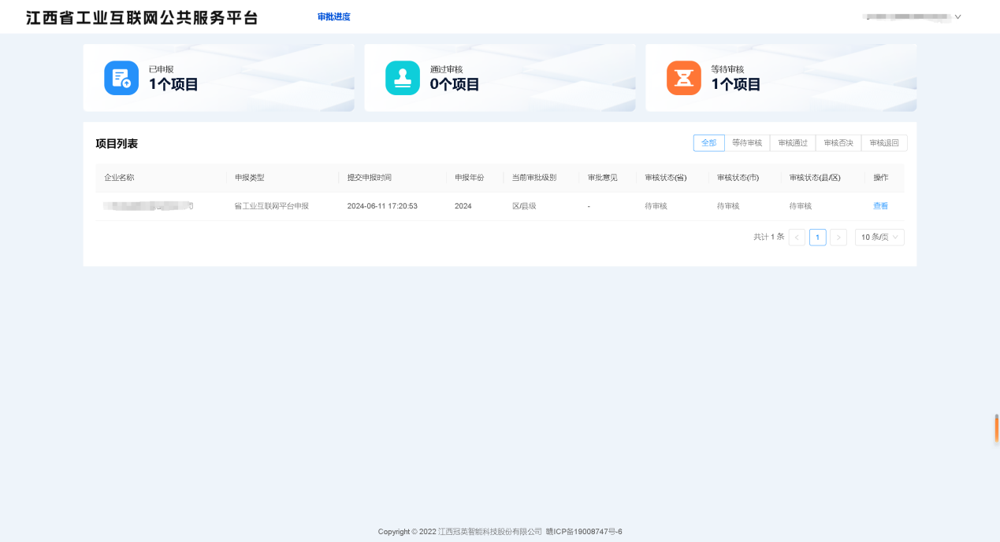 江西省工业互联网公共服务平台 审批进度
已申报
1个项目
通过审核
0个项目
等待审核
1个项目
项目列表
全部 等待审核 审核通过 审核否决 审核退回
企业名称 申报类型 提交申报时间 申报年份 当前审批级别 审批意见 审核状态(省) 审核状态(市) 审核状态(县/区) 操作
省工业互联网平台申报 2024-06-11 17:20:53 2024 区/县级 - 待审核 待审核 待审核 查看
共计 1 条 < 1 > 10 条/页
Copyright © 2022 江西冠英智能科技股份有限公司 赣ICP备19008747号-6